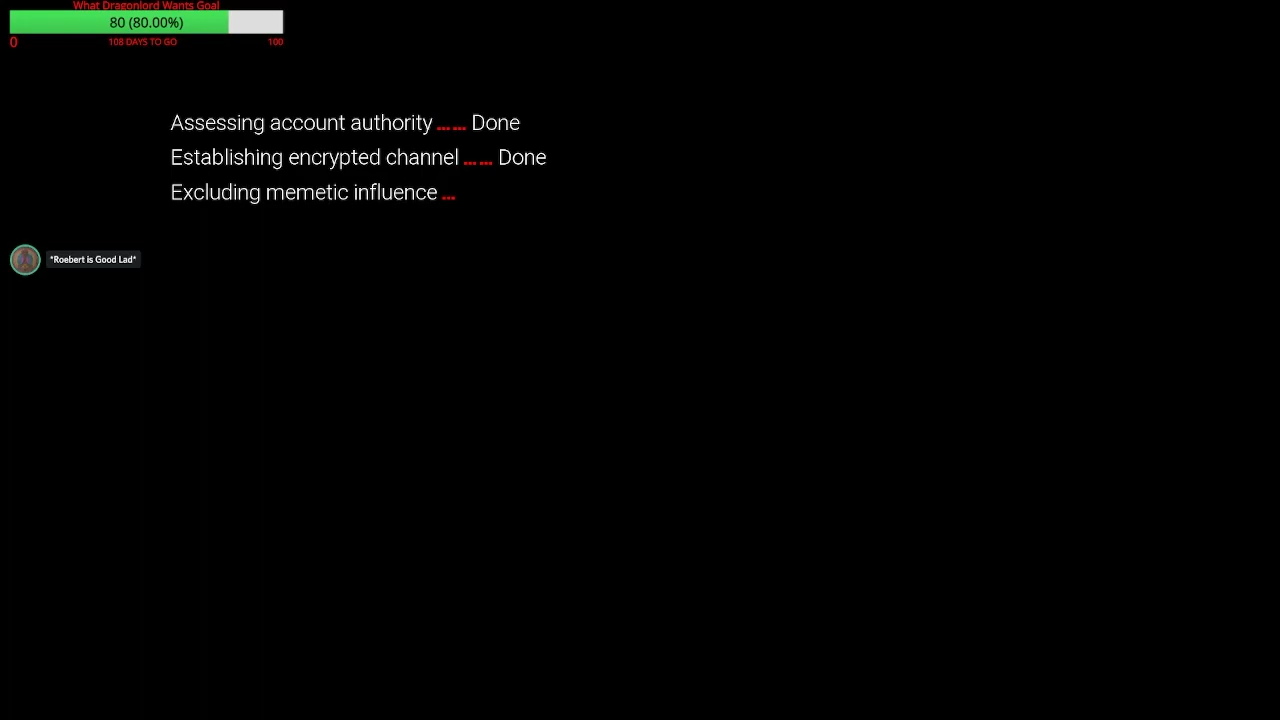 What Dragonlord Wants Goal
80 (80.00%)
0 108 DAYS TO GO 100
Assessing account authority ... ... Done
Establishing encrypted channel ... ... Done
Excluding memetic influence ...
*Roebert is Good Lad*